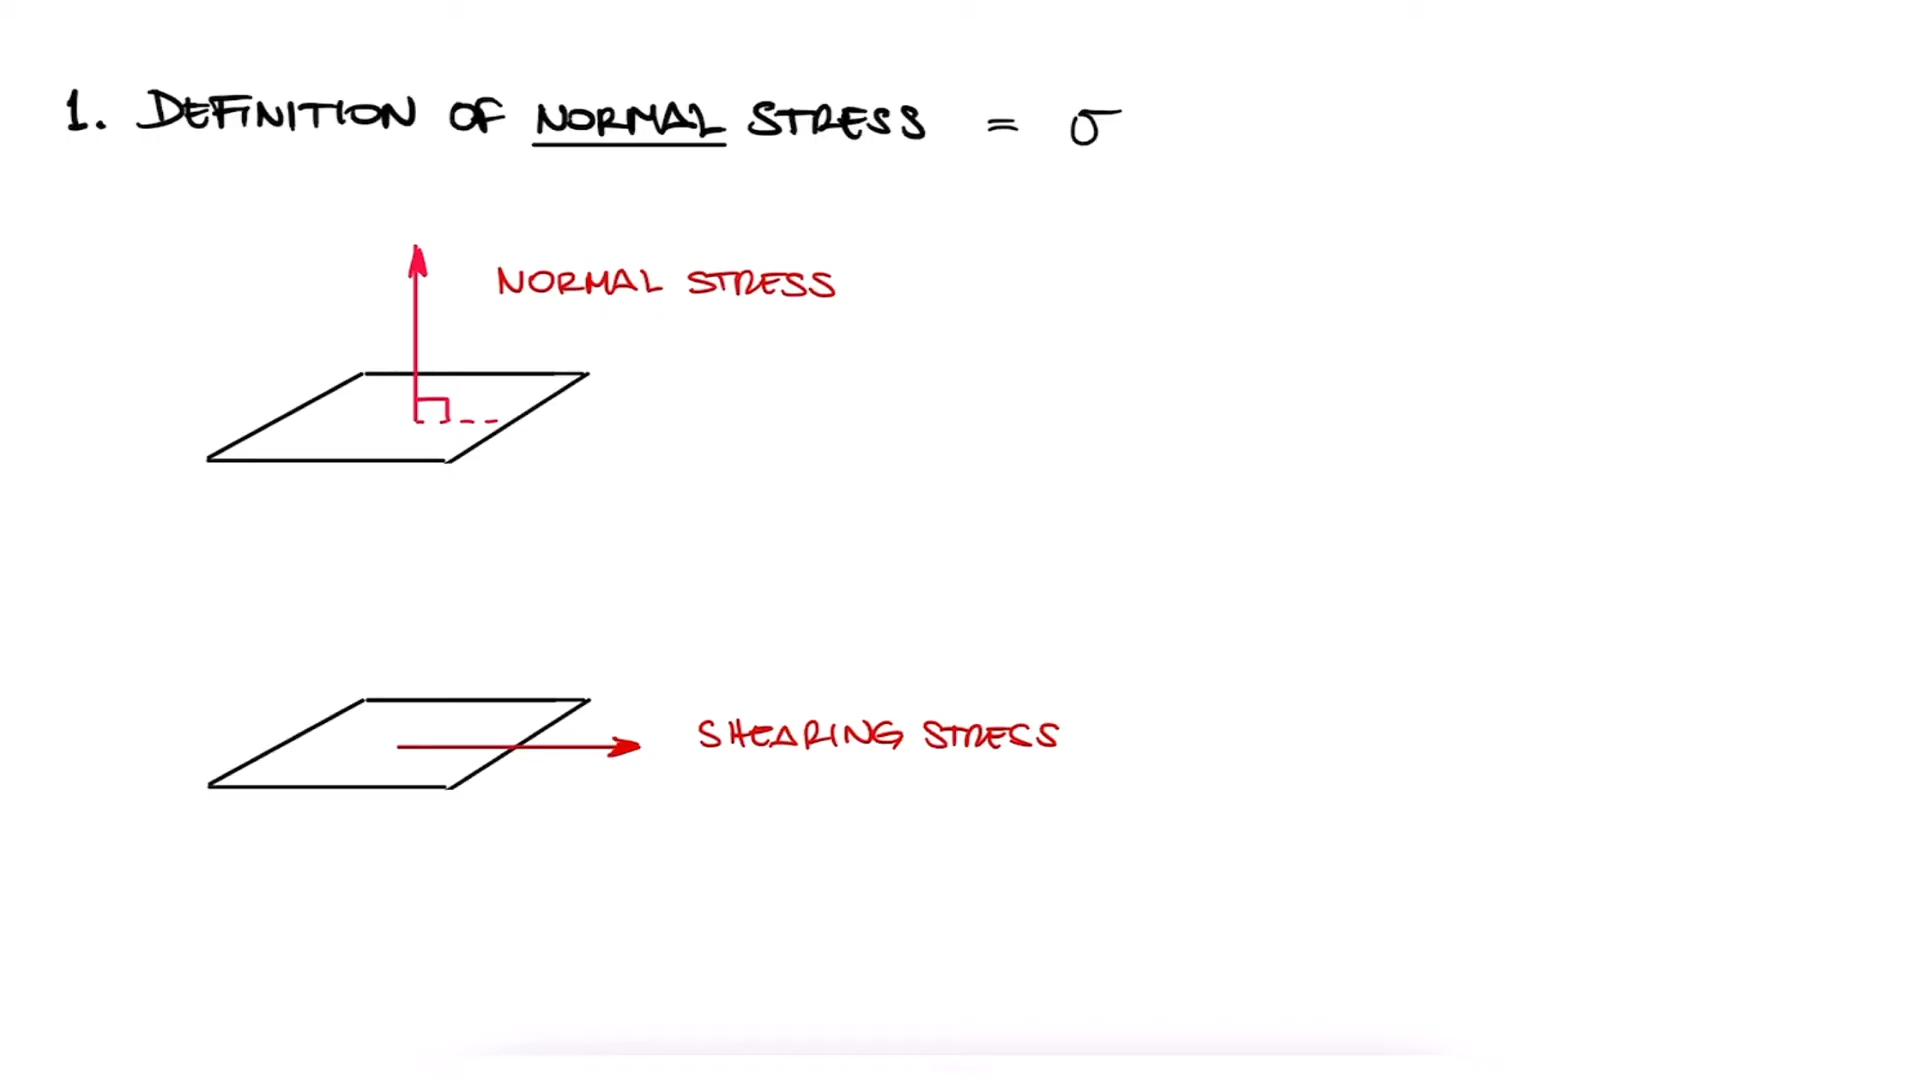 1. DEFINITION OF NORMAL STRESS = σ
NORMAL STRESS
SHEARING STRESS